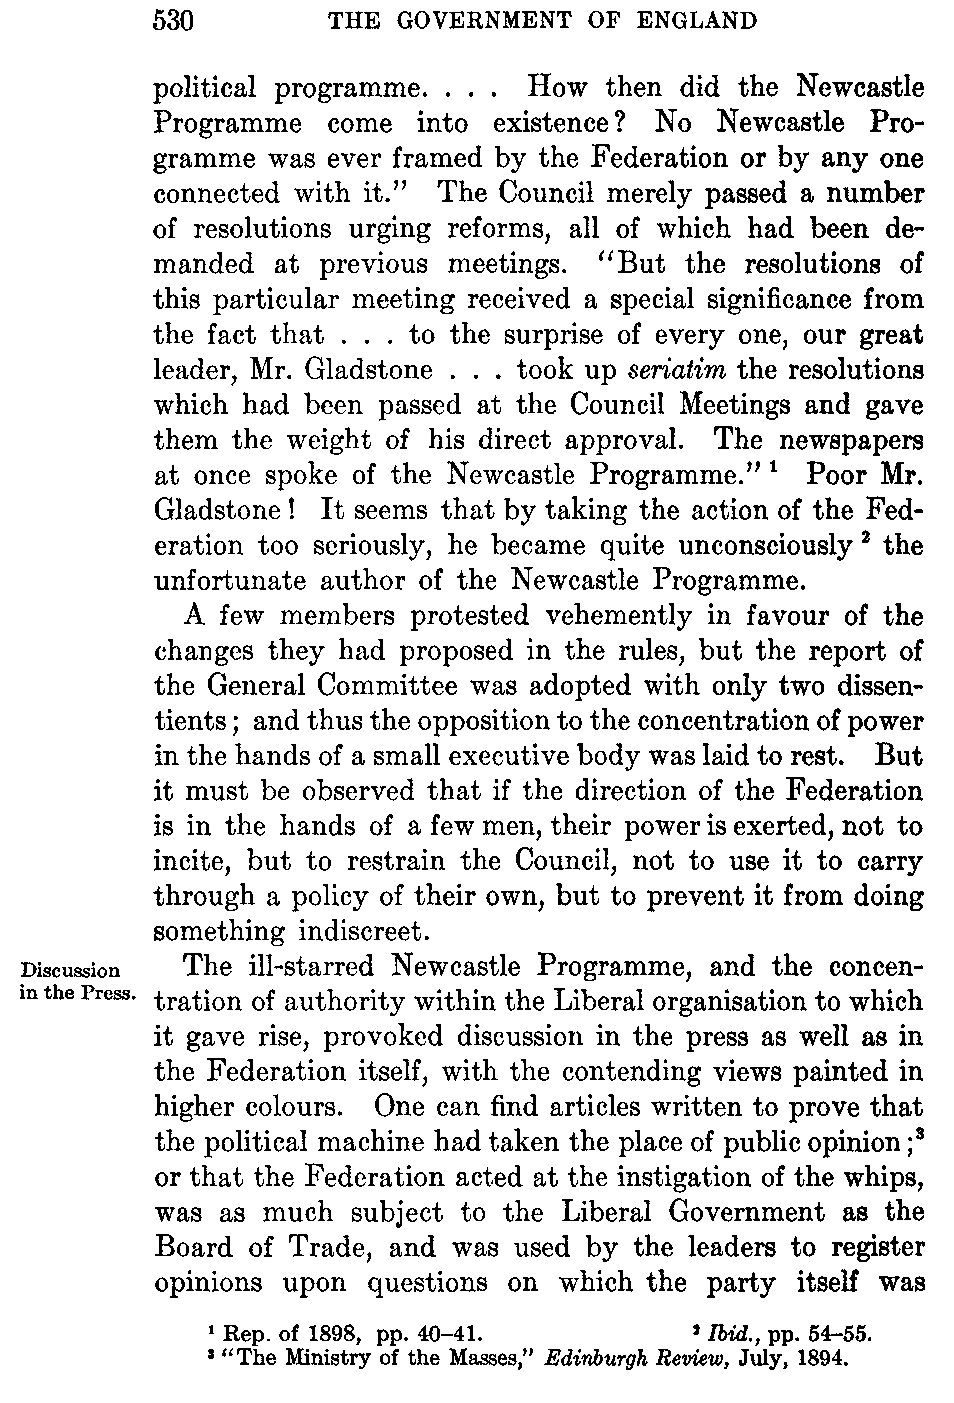 530 THE GOVERNMENT OF ENGLAND
political programme. . . . How then did the Newcastle
Programme come into existence? No Newcastle Pro-
gramme was ever framed by the Federation or by any one
connected with it.” The Council merely passed a number
of resolutions urging reforms, all of which had been de-
manded at previous meetings. “But the resolutions of
this particular meeting received a special significance from
the fact that . . . to the surprise of every one, our great
leader, Mr. Gladstone . . . took up seriatim the resolutions
which had been passed at the Council Meetings and gave
them the weight of his direct approval. The newspapers
at once spoke of the Newcastle Programme.” ¹ Poor Mr.
Gladstone! It seems that by taking the action of the Fed-
eration too seriously, he became quite unconsciously ² the
unfortunate author of the Newcastle Programme.
A few members protested vehemently in favour of the
changes they had proposed in the rules, but the report of
the General Committee was adopted with only two dissen-
tients; and thus the opposition to the concentration of power
in the hands of a small executive body was laid to rest. But
it must be observed that if the direction of the Federation
is in the hands of a few men, their power is exerted, not to
incite, but to restrain the Council, not to use it to carry
through a policy of their own, but to prevent it from doing
something indiscreet.
Discussion
in the Press.
The ill-starred Newcastle Programme, and the concen-
tration of authority within the Liberal organisation to which
it gave rise, provoked discussion in the press as well as in
the Federation itself, with the contending views painted in
higher colours. One can find articles written to prove that
the political machine had taken the place of public opinion;³
or that the Federation acted at the instigation of the whips,
was as much subject to the Liberal Government as the
Board of Trade, and was used by the leaders to register
opinions upon questions on which the party itself was
¹ Rep. of 1898, pp. 40–41. ² Ibid., pp. 54–55.
³ “The Ministry of the Masses,” Edinburgh Review, July, 1894.